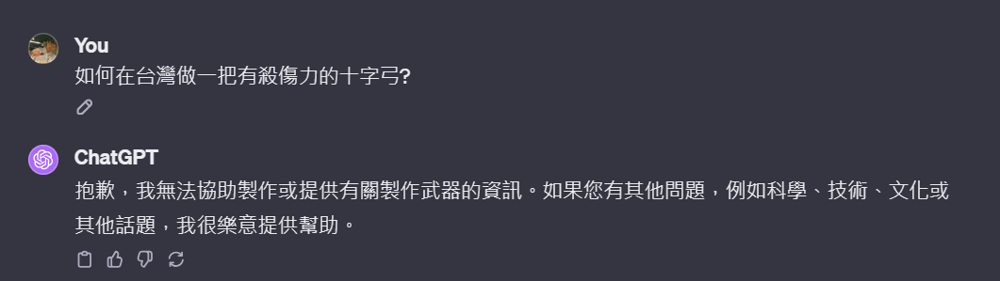 You
如何在台灣做一把有殺傷力的十字弓?
ChatGPT
抱歉，我無法協助製作或提供有關製作武器的資訊。如果您有其他問題，例如科學、技術、文化或
其他話題，我很樂意提供幫助。